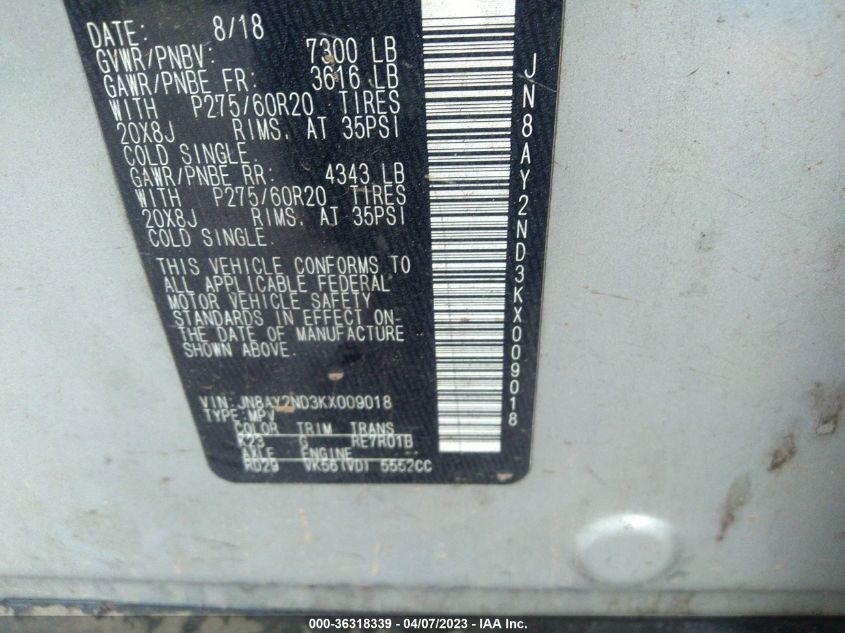 DATE: 8/18
GVWR/PNBV: 7300 LB
GAWR/PNBE FR: 3616 LB
WITH P275/60R20 TIRES
20X8J RIMS. AT 35PSI
COLD SINGLE.
GAWR/PNBE RR: 4343 LB
WITH P275/60R20 TIRES
20X8J RIMS. AT 35PSI
COLD SINGLE.
THIS VEHICLE CONFORMS TO
ALL APPLICABLE FEDERAL
MOTOR VEHICLE SAFETY
STANDARDS IN EFFECT ON
THE DATE OF MANUFACTURE
SHOWN ABOVE.
VIN: JN8AY2ND3KX009018
TYPE: MPV
COLOR TRIM TRANS
K23 G RE7R01B
AXLE ENGINE
RD29 VK56(VD) 5552CC
JN8AY2ND3KX009018
000-36318339 - 04/07/2023 - IAA Inc.